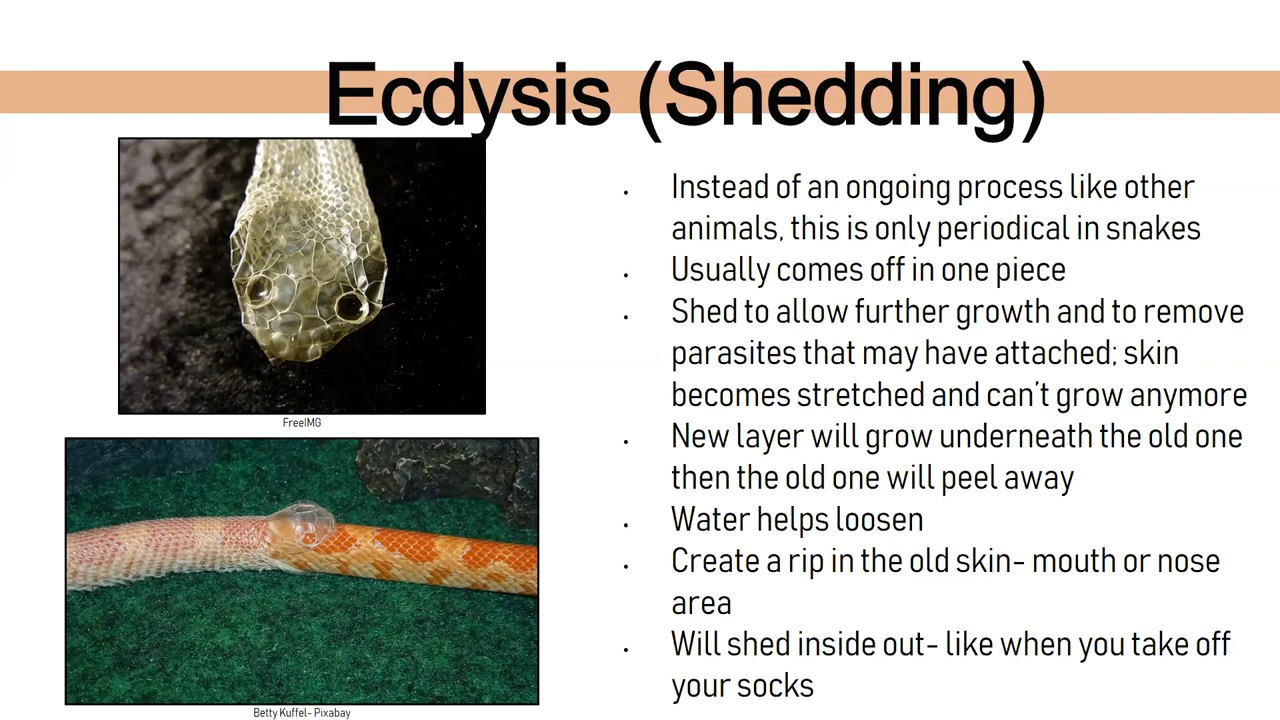 Ecdysis (Shedding)
FreeIMG
Betty Kuffel- Pixabay
• Instead of an ongoing process like other
animals, this is only periodical in snakes
• Usually comes off in one piece
• Shed to allow further growth and to remove
parasites that may have attached; skin
becomes stretched and can't grow anymore
• New layer will grow underneath the old one
then the old one will peel away
• Water helps loosen
• Create a rip in the old skin- mouth or nose
area
• Will shed inside out- like when you take off
your socks